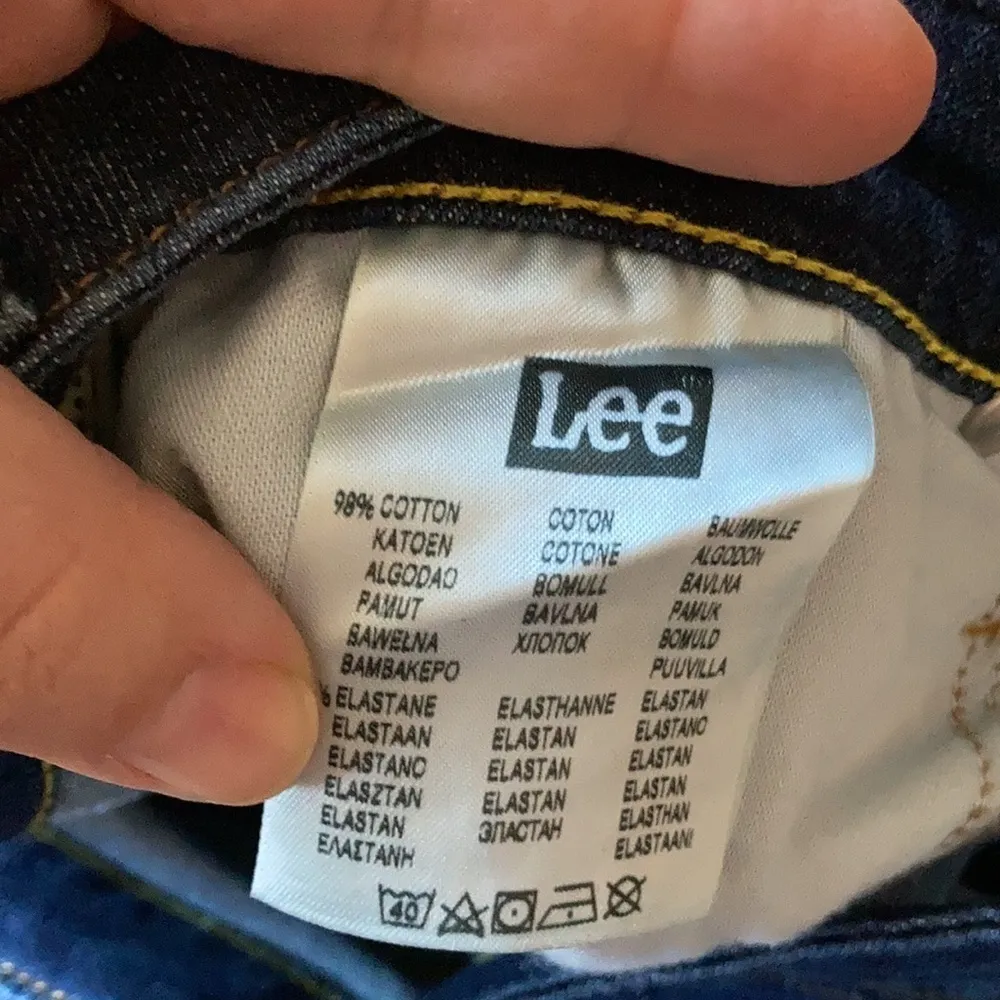 Lee
98% COTTON COTON BAUMWOLLE
KATOEN COTONE ALGODON
ALGODAO BOMULL BAVLNA
PAMUT BAVLNA PAMUK
BAWEŁNA ХЛОПОК BOMULD
ΒΑΜΒΑΚΕΡΟ PUUVILLA
% ELASTANE ELASTHANNE ELASTAN
ELASTAAN ELASTAN ELASTANO
ELASTANO ELASTAN ELASTAN
ELASZTAN ELASTAN ELASTAN
ELASTAN ЭЛАСТАН ELASTHAN
ΕΛΑΣΤΑΝΗ ELASTAANI
40